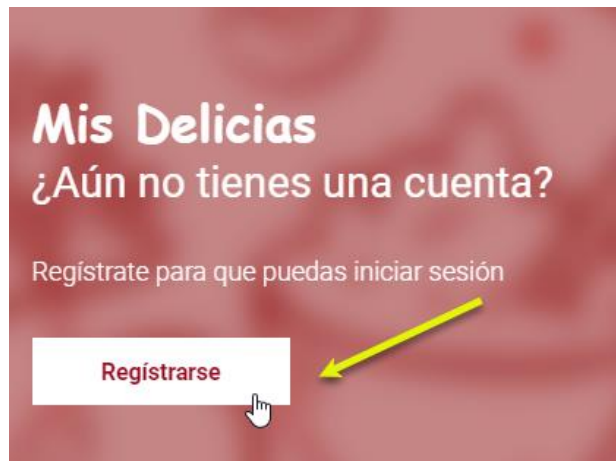 Mis Delicias
¿Aún no tienes una cuenta?
Regístrate para que puedas iniciar sesión
Regístrarse